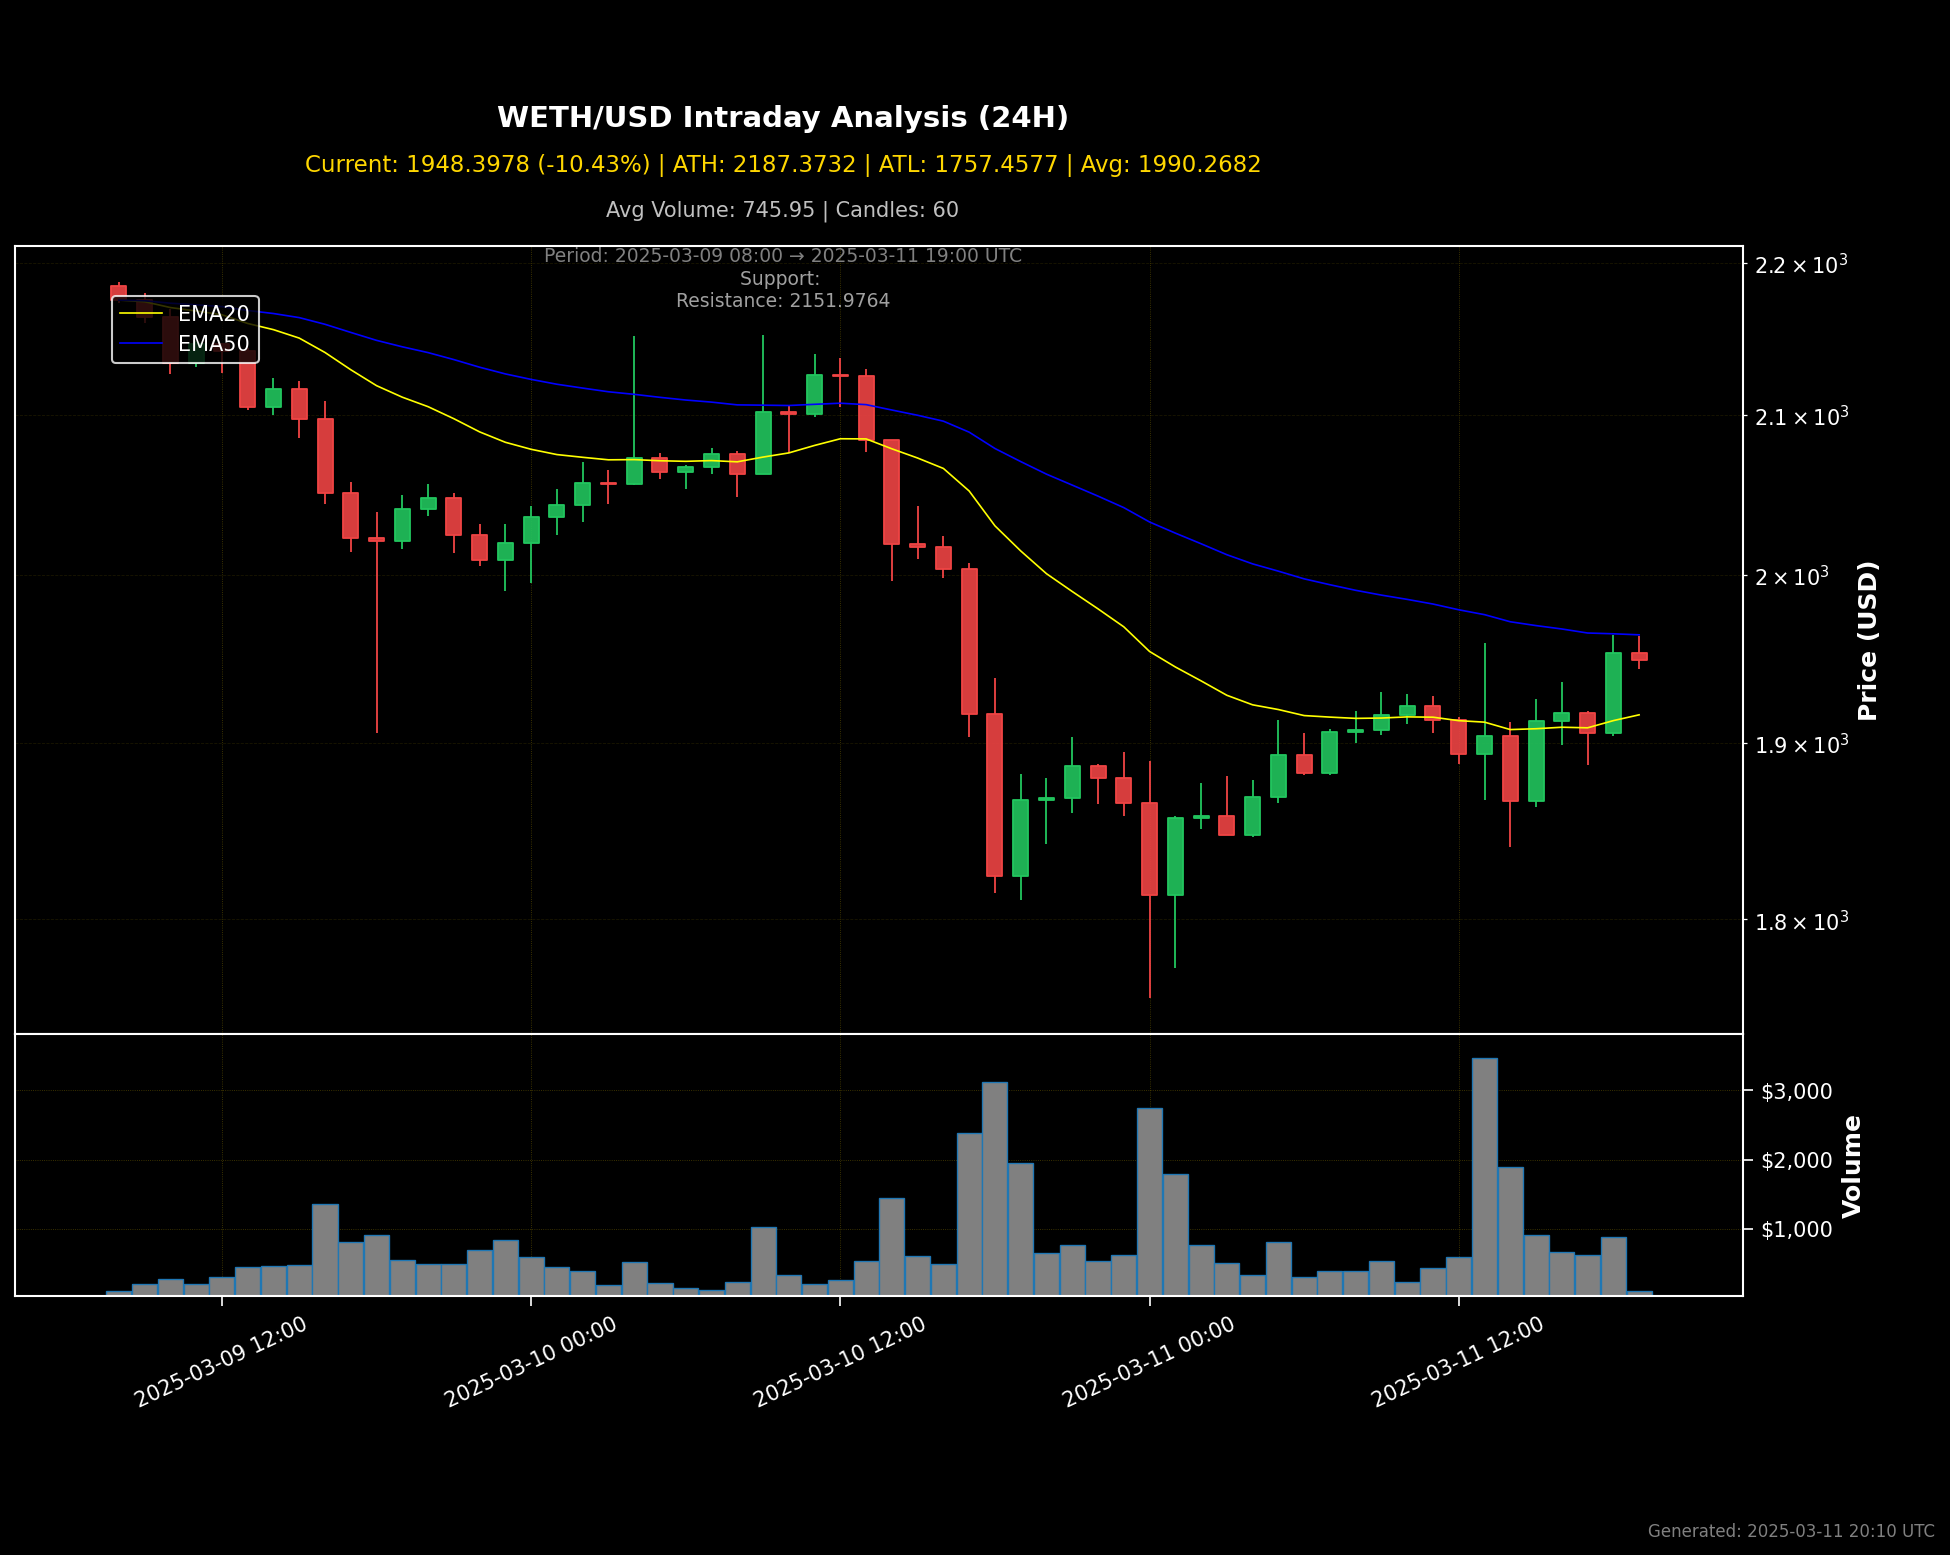 WETH/USD Intraday Analysis (24H)
Current: 1948.3978 (-10.43%) | ATH: 2187.3732 | ATL: 1757.4577 | Avg: 1990.2682
Avg Volume: 745.95 | Candles: 60
Period: 2025-03-09 08:00 → 2025-03-11 19:00 UTC
Support:
Resistance: 2151.9764
EMA20
EMA50
2.2 × 10³
2.1 × 10³
2 × 10³
1.9 × 10³
1.8 × 10³
Price (USD)
$3,000
$2,000
$1,000
Volume
2025-03-09 12:00
2025-03-10 00:00
2025-03-10 12:00
2025-03-11 00:00
2025-03-11 12:00
Generated: 2025-03-11 20:10 UTC